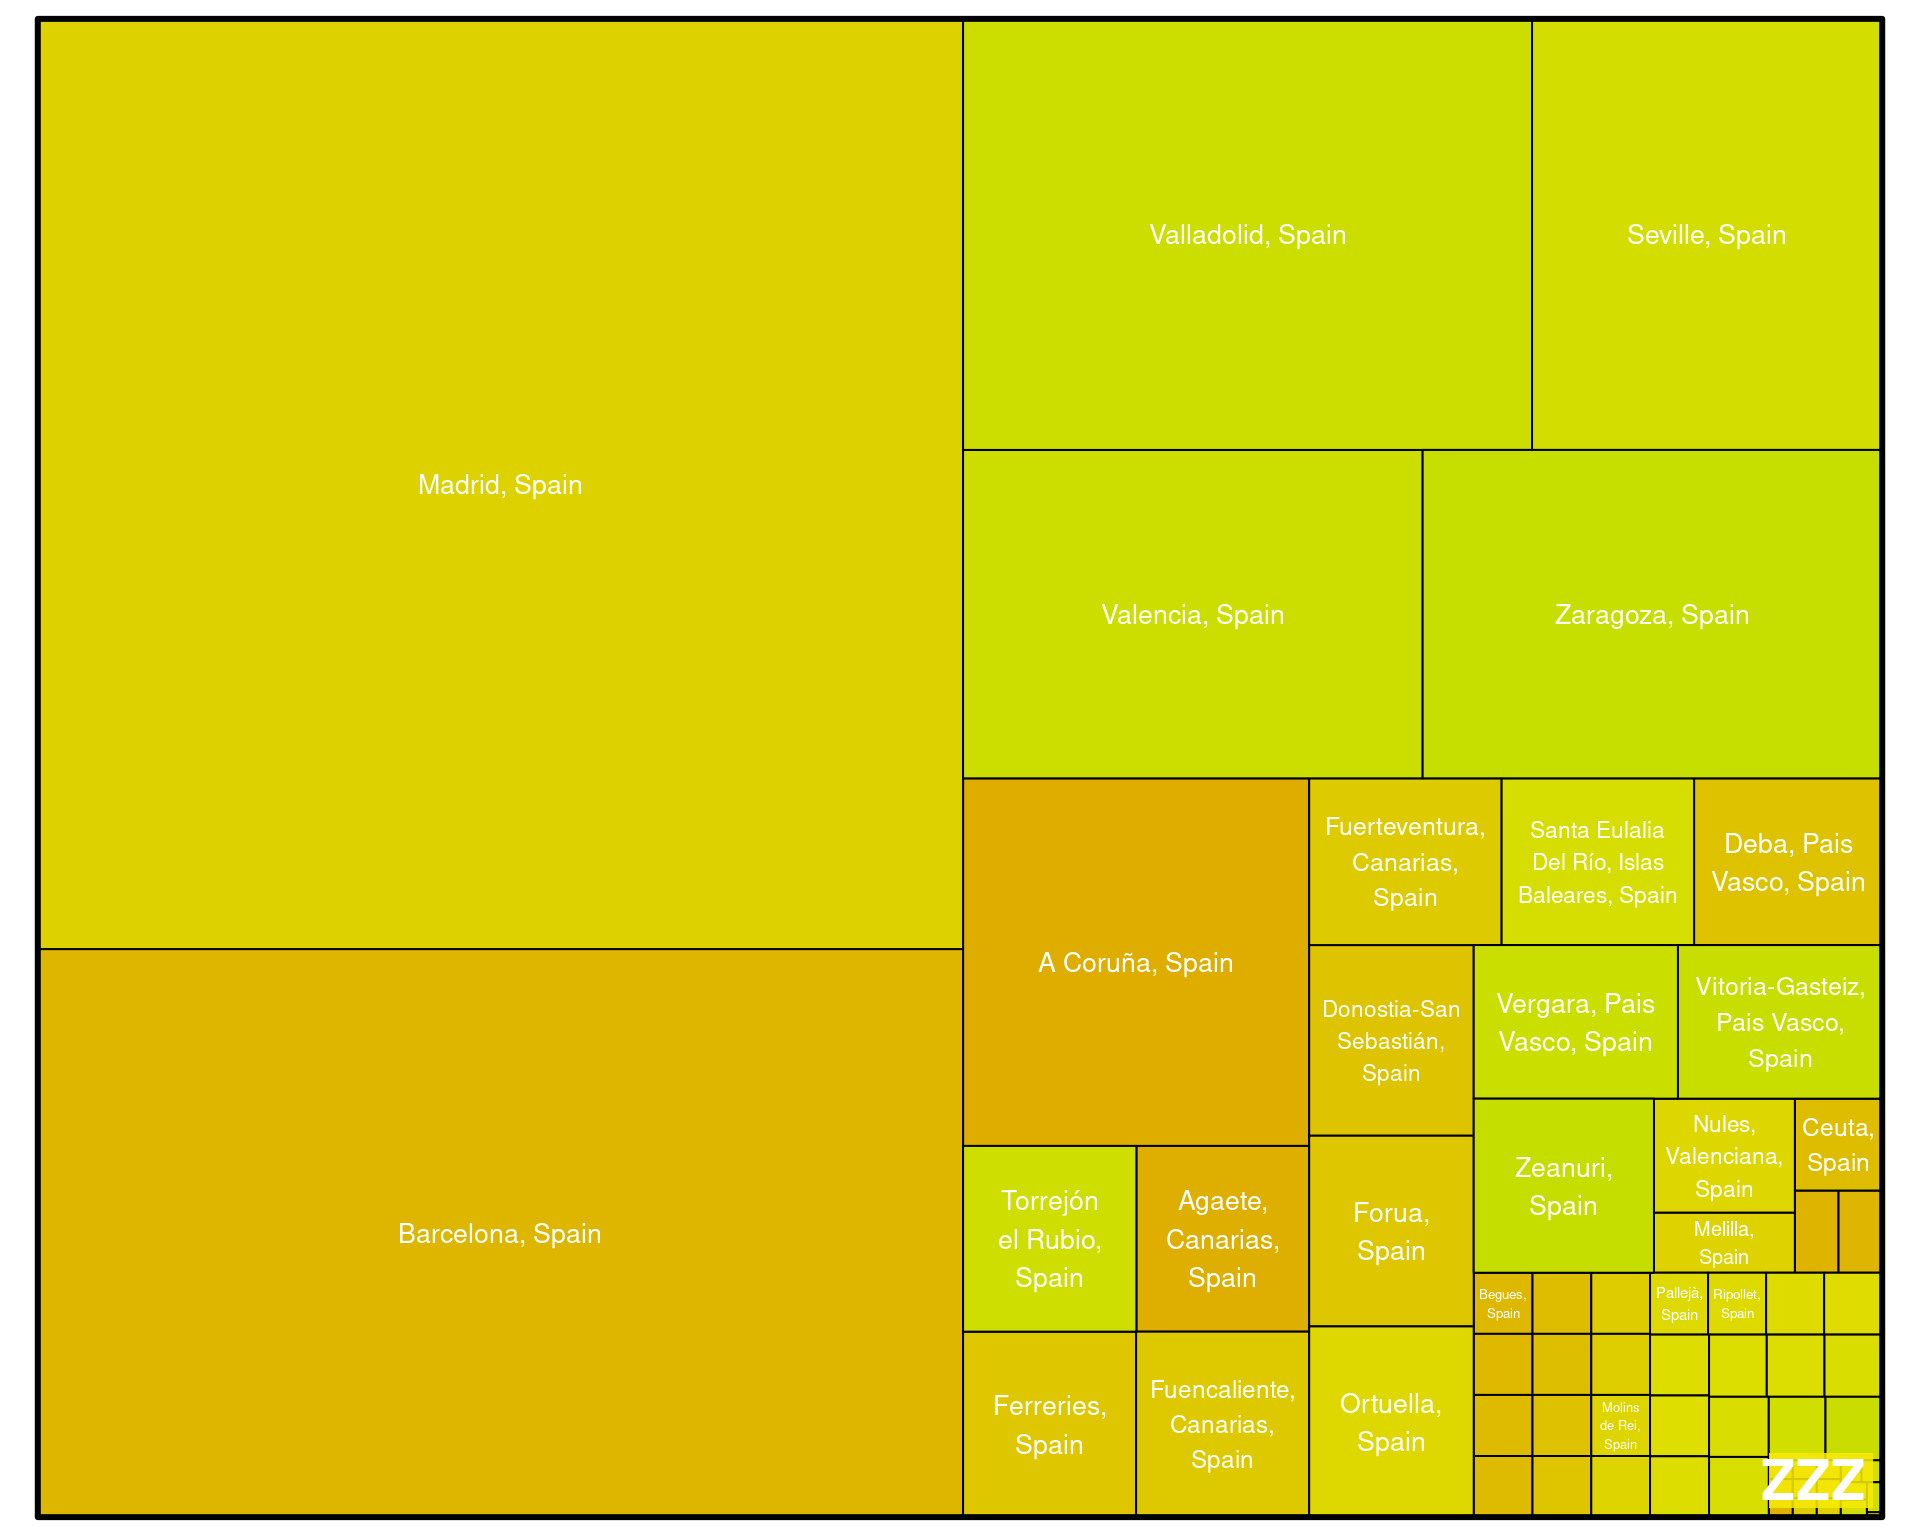 Madrid, Spain
Barcelona, Spain
Valladolid, Spain
Seville, Spain
Valencia, Spain
Zaragoza, Spain
A Coruña, Spain
Fuerteventura,
Canarias,
Spain
Santa Eulalia
Del Río, Islas
Baleares, Spain
Deba, Pais
Vasco, Spain
Donostia-San
Sebastián,
Spain
Vergara, Pais
Vasco, Spain
Vitoria-Gasteiz,
Pais Vasco,
Spain
Zeanuri,
Spain
Nules,
Valenciana,
Spain
Ceuta,
Spain
Melilla,
Spain
Torrejón
el Rubio,
Spain
Agaete,
Canarias,
Spain
Forua,
Spain
Ferreries,
Spain
Fuencaliente,
Canarias,
Spain
Ortuella,
Spain
Begues,
Spain
Pallejà,
Spain
Ripollet,
Spain
Molins
de Rei,
Spain
ZZZ